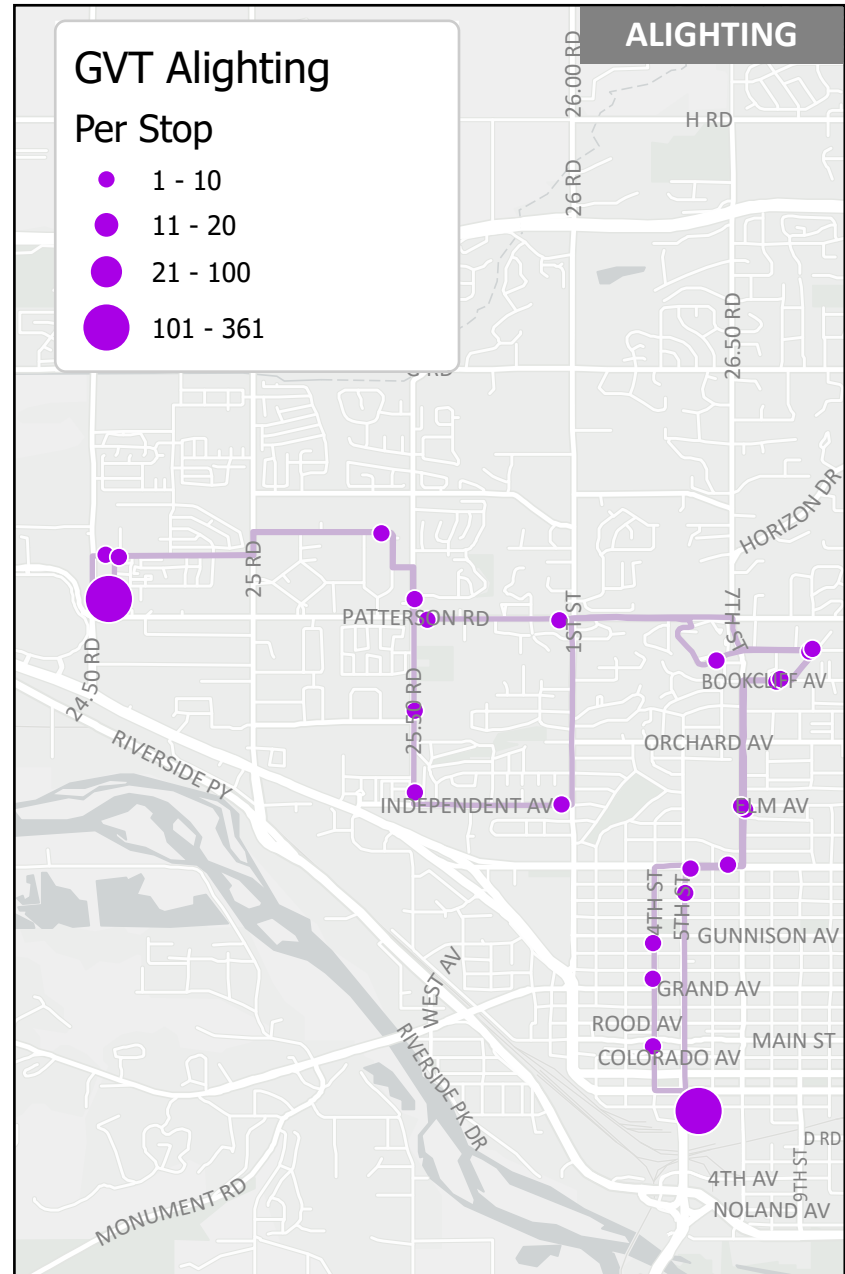 ALIGHTING
GVT Alighting
Per Stop
1 - 10
11 - 20
21 - 100
101 - 361
26.00 RD
H RD
26 RD
26.50 RD
RD
HORIZON DR
25 RD
PATTERSON RD
1ST ST
7TH ST
24.50 RD
BOOKCLIFF AV
25.50 RD
ORCHARD AV
RIVERSIDE PY
INDEPENDENT AV
ELM AV
4TH ST
5TH ST
GUNNISON AV
WEST AV
GRAND AV
ROOD AV
MAIN ST
COLORADO AV
RIVERSIDE PK DR
D RD
9TH ST
4TH AV
NOLAND AV
MONUMENT RD